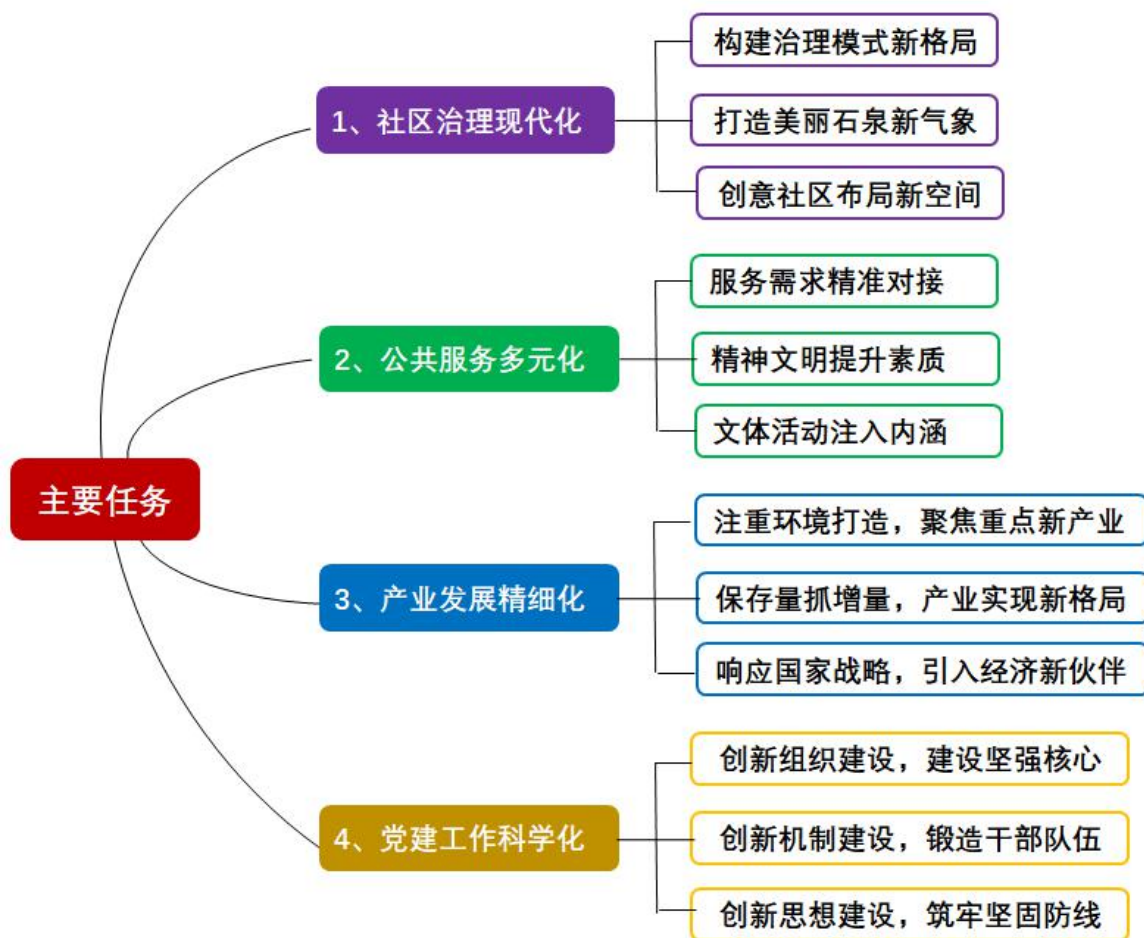 构建治理模式新格局
1、社区治理现代化
打造美丽石泉新气象
创意社区布局新空间
服务需求精准对接
2、公共服务多元化
精神文明提升素质
文体活动注入内涵
主要任务
注重环境打造，聚焦重点新产业
3、产业发展精细化
保存量抓增量，产业实现新格局
响应国家战略，引入经济新伙伴
创新组织建设，建设坚强核心
4、党建工作科学化
创新机制建设，锻造干部队伍
创新思想建设，筑牢坚固防线